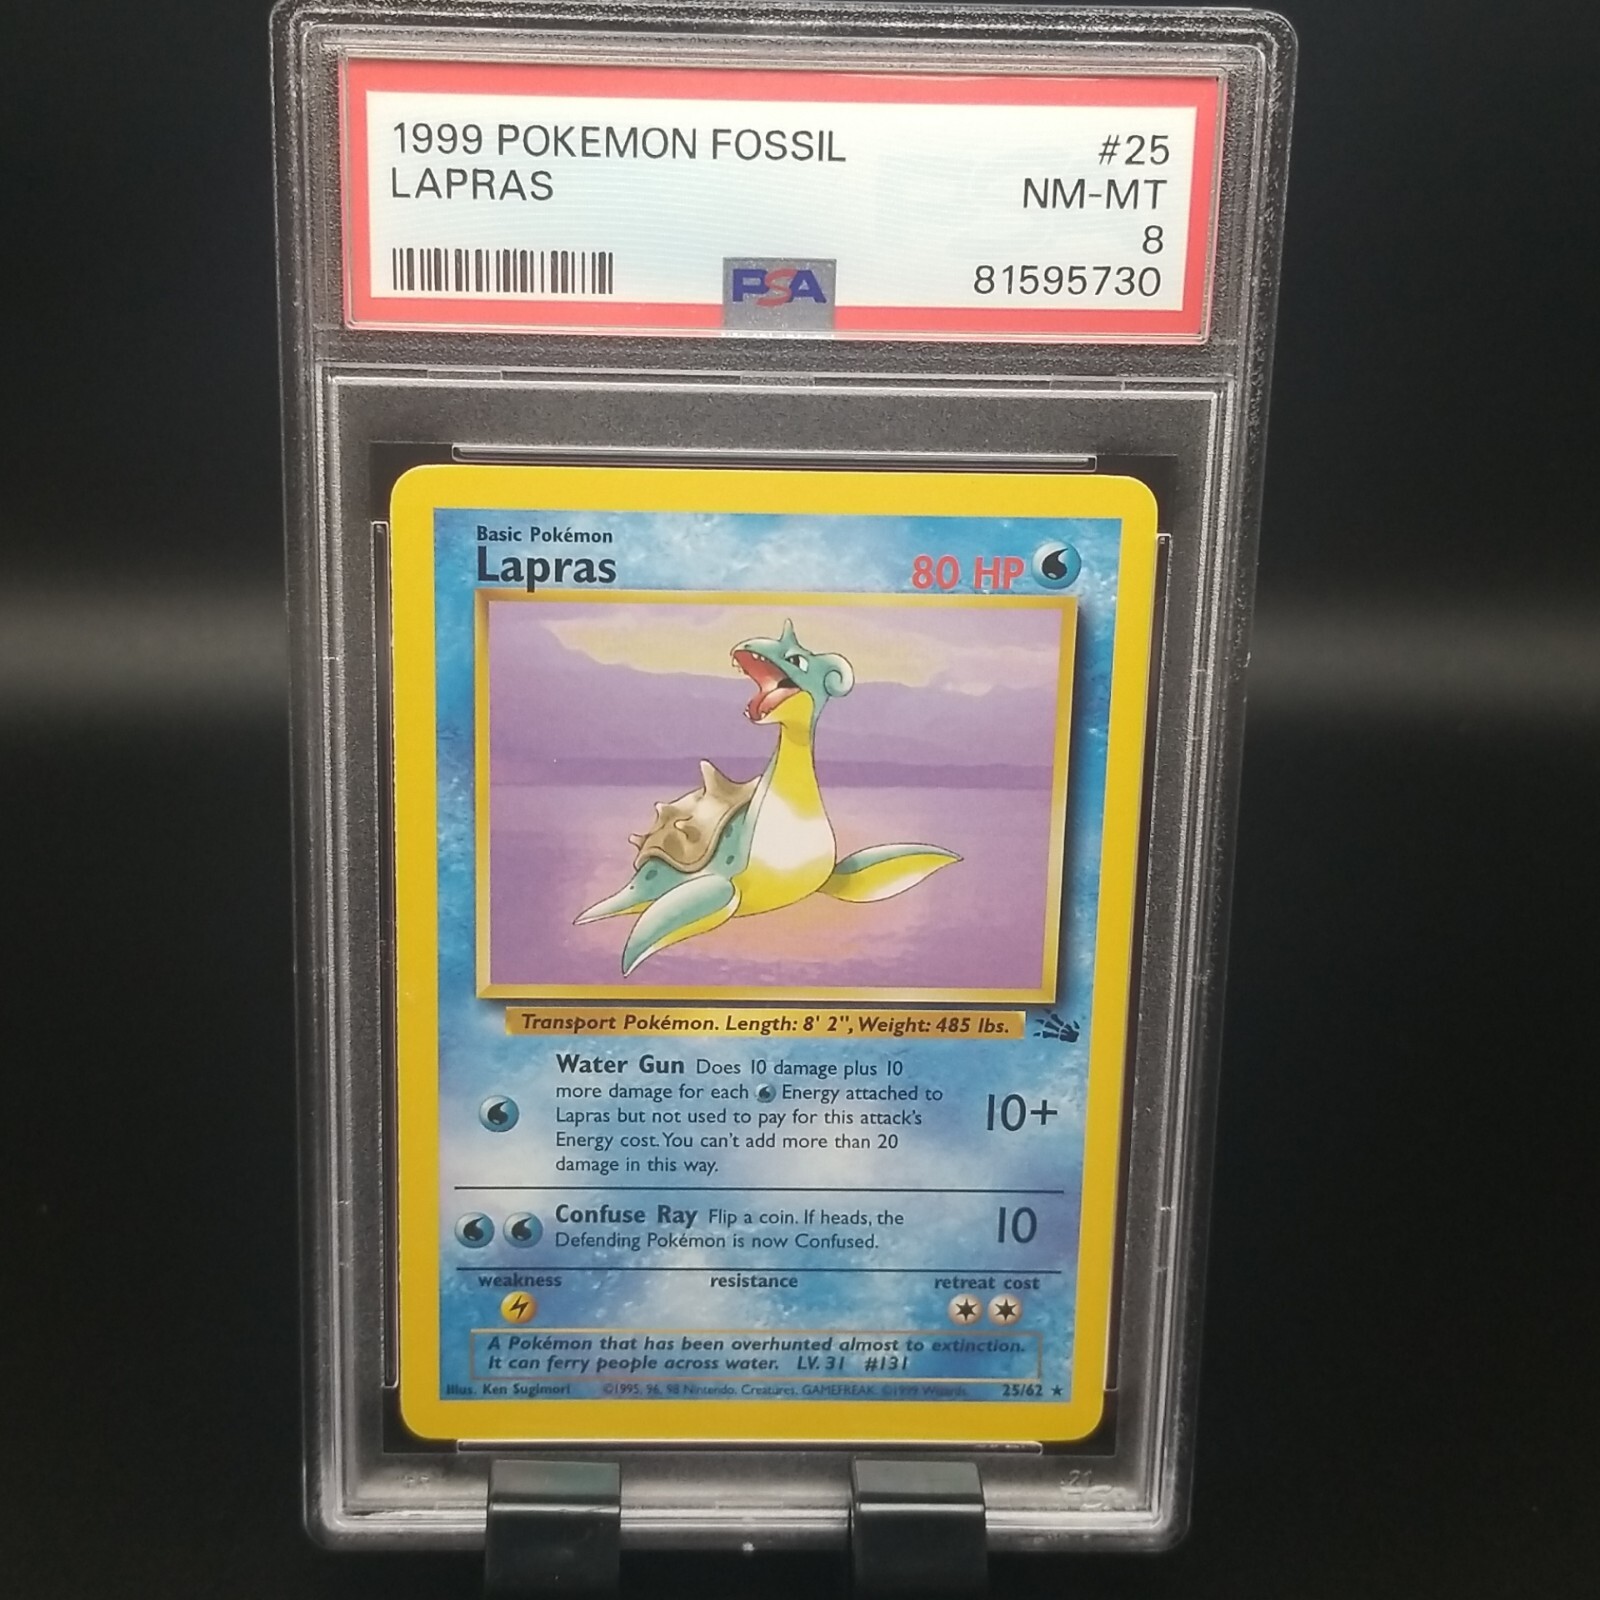 1999 POKEMON FOSSIL #25
LAPRAS NM-MT
8
PSA 81595730
Basic Pokémon
Lapras 80 HP
Transport Pokémon. Length: 8' 2", Weight: 485 lbs.
Water Gun Does 10 damage plus 10
more damage for each Energy attached to
Lapras but not used to pay for this attack's
Energy cost. You can't add more than 20
damage in this way.
10+
Confuse Ray Flip a coin. If heads, the
Defending Pokémon is now Confused.
10
weakness resistance retreat cost
A Pokémon that has been overhunted almost to extinction.
It can ferry people across water. LV. 31 #131
Illus. Ken Sugimori ©1995, 96, 98 Nintendo, Creatures, GAMEFREAK. ©1999 Wizards. 25/62 ★